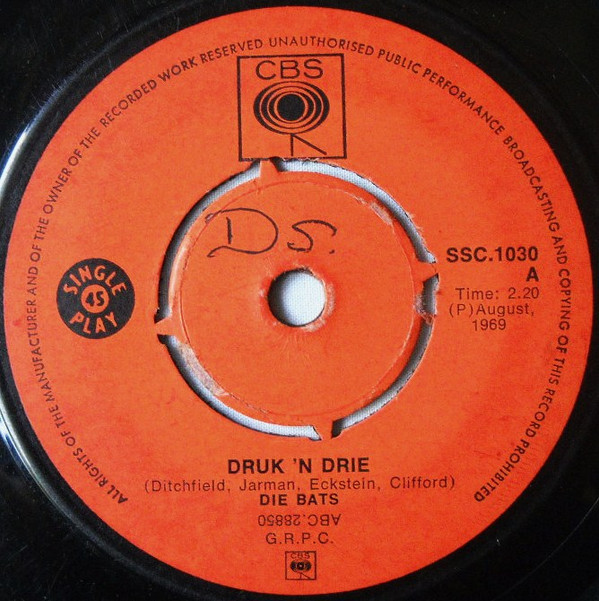 ALL RIGHTS OF THE MANUFACTURER AND OF THE OWNER OF THE RECORDED WORK RESERVED UNAUTHORISED PUBLIC PERFORMANCE BROADCASTING AND COPYING OF THIS RECORD PROHIBITED
CBS
Ds.
SSC.1030
A
Time: 2.20
(P)August,
1969
SINGLE
45
PLAY
DRUK 'N DRIE
(Ditchfield, Jarman, Eckstein, Clifford)
DIE BATS
ABC.28850
G.R.P.C.
CBS